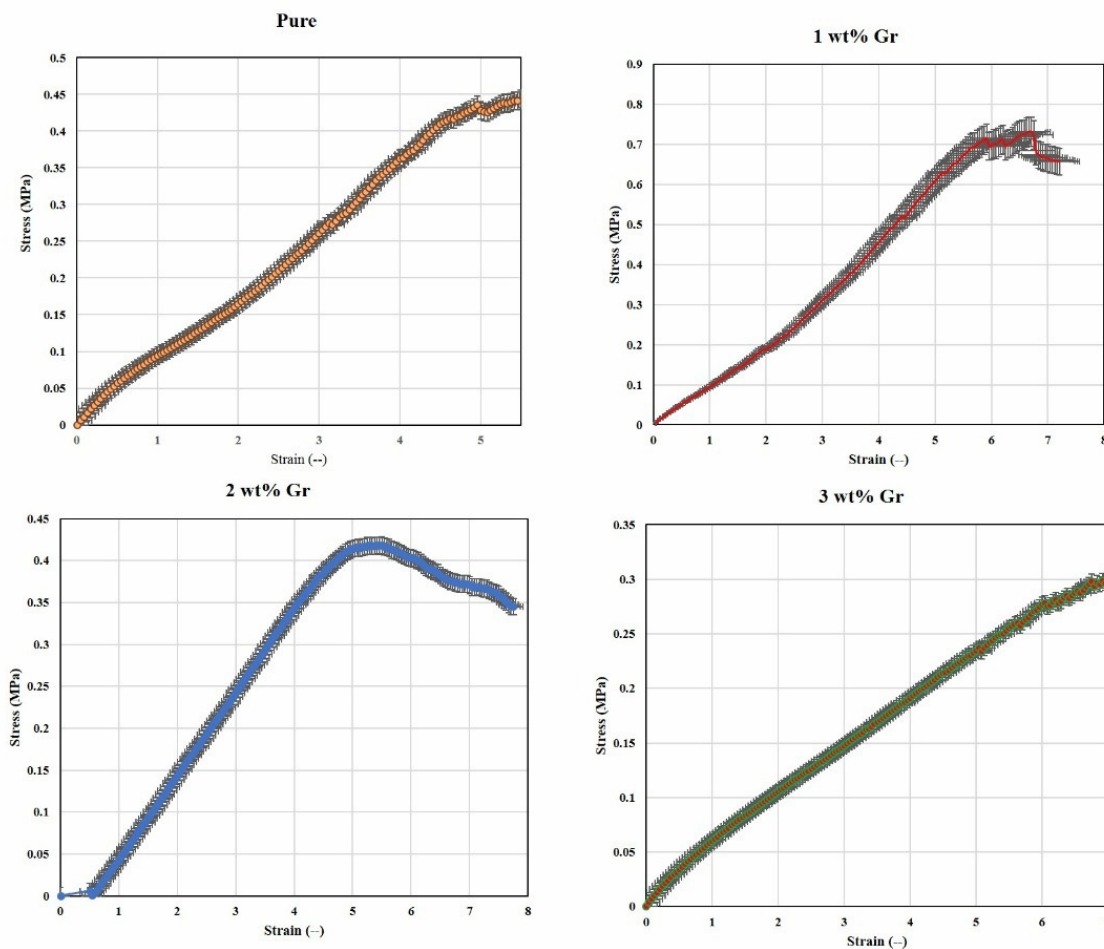 Pure
0.5
0.45
0.4
0.35
0.3
0.25
0.2
0.15
0.1
0.05
0
Stress (MPa)
0 1 2 3 4 5
Strain (--)
1 wt% Gr
0.9
0.8
0.7
0.6
0.5
0.4
0.3
0.2
0.1
0
Stress (MPa)
0 1 2 3 4 5 6 7 8
Strain (--)
2 wt% Gr
0.45
0.4
0.35
0.3
0.25
0.2
0.15
0.1
0.05
0
Stress (MPa)
0 1 2 3 4 5 6 7 8
Strain (--)
3 wt% Gr
0.35
0.3
0.25
0.2
0.15
0.1
0.05
0
Stress (MPa)
0 1 2 3 4 5 6
Strain (--)